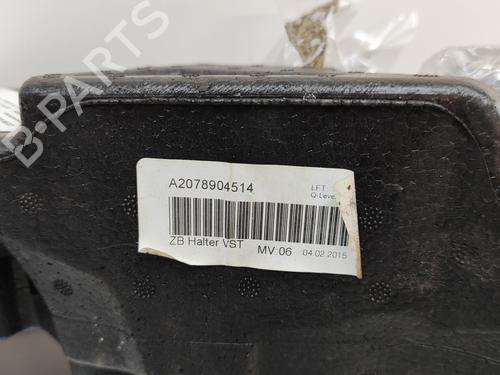 B-PARTS
A2078904514
LFT
Q-Leve
ZB Halter VST MV:06 04.02.2015